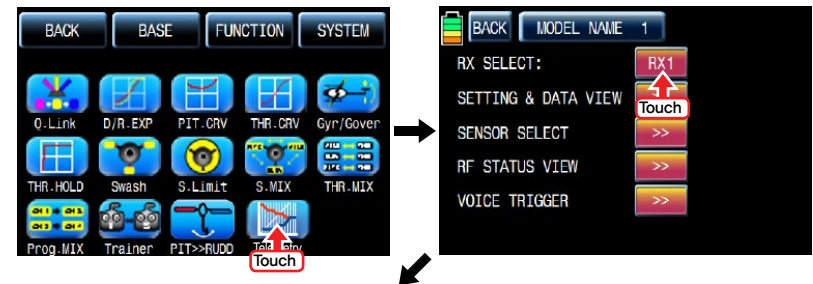 BACK BASE FUNCTION SYSTEM
Q.Link D/R.EXP PIT.CRV THR.CRV Gyr/Gover
THR.HOLD Swash S.Limit S.MIX THR.MIX
Prog.MIX Trainer PIT>>RUDD Telemetry
Touch
BACK MODEL NAME 1
RX SELECT: RX1
SETTING & DATA VIEW
Touch
SENSOR SELECT >>
RF STATUS VIEW >>
VOICE TRIGGER >>